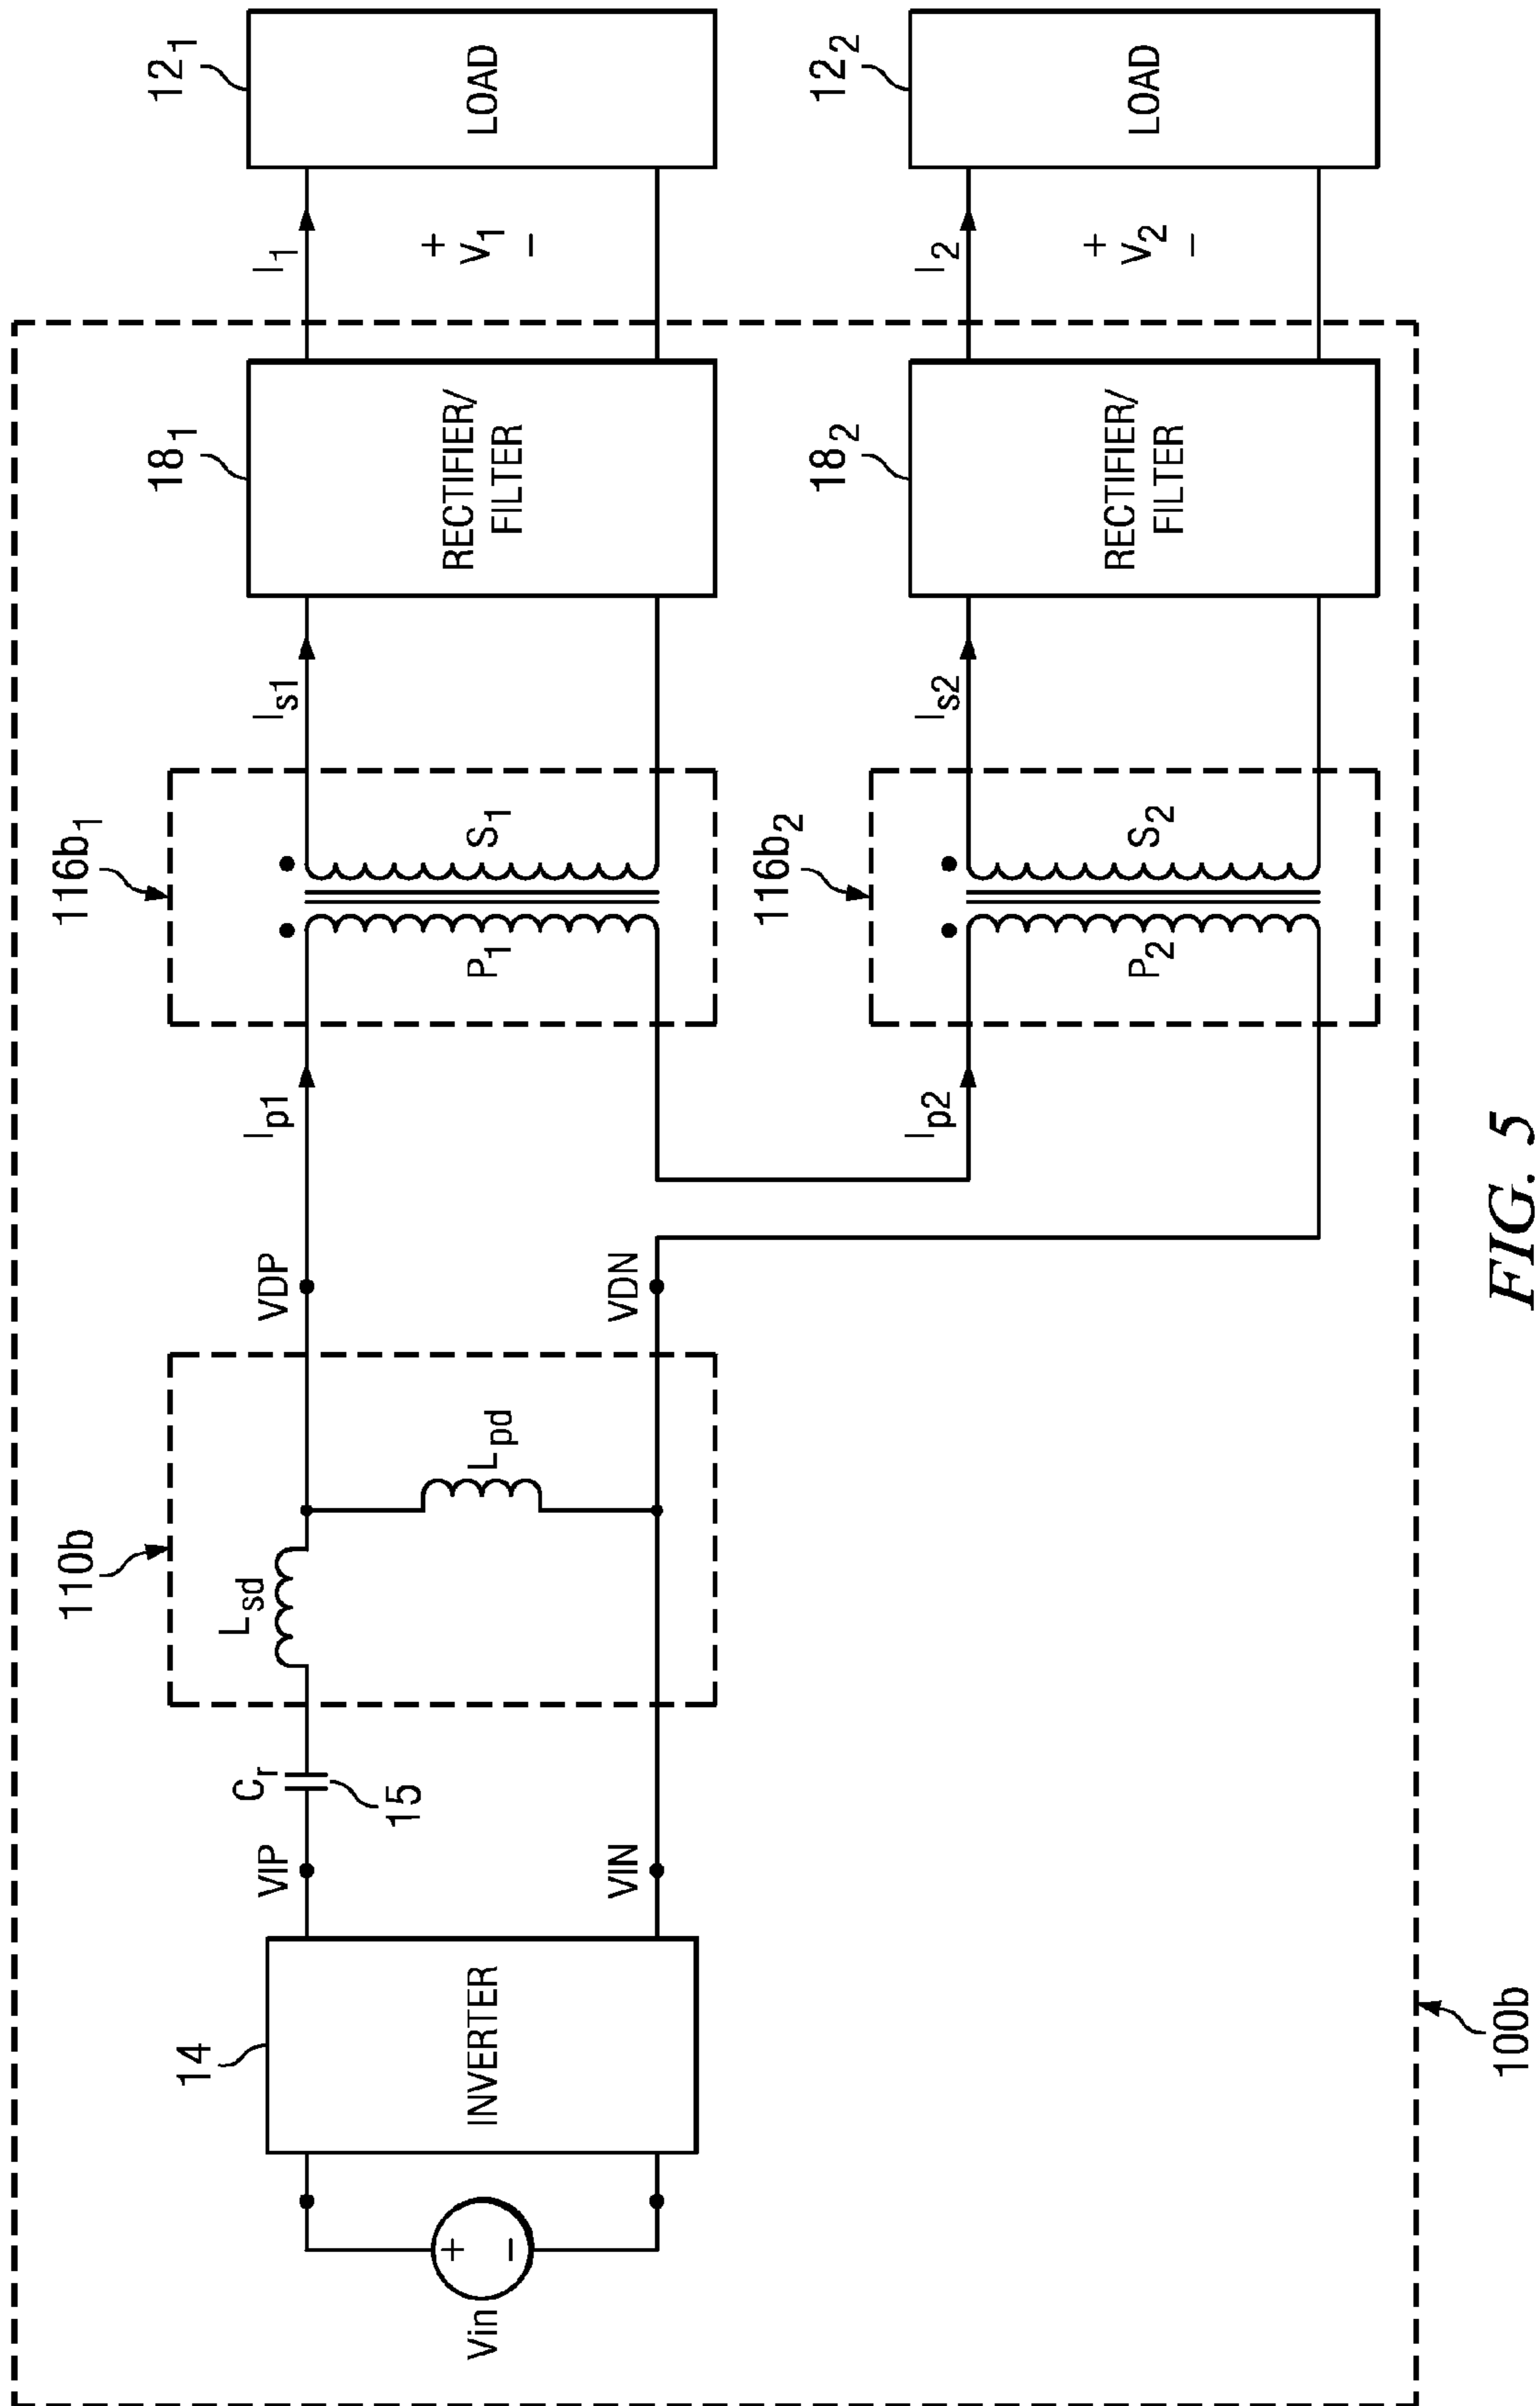 12₁
LOAD
I₁
+
V₁
−
18₁
RECTIFIER/
FILTER
I_s1
116b₁
P₁
S₁
I_p1
VDP
VDN
110b
L_sd
L_pd
C_r
15
VIP
VIN
14
INVERTER
Vin
+
−
12₂
LOAD
I₂
+
V₂
−
18₂
RECTIFIER/
FILTER
I_s2
116b₂
P₂
S₂
I_p2
100b
FIG. 5